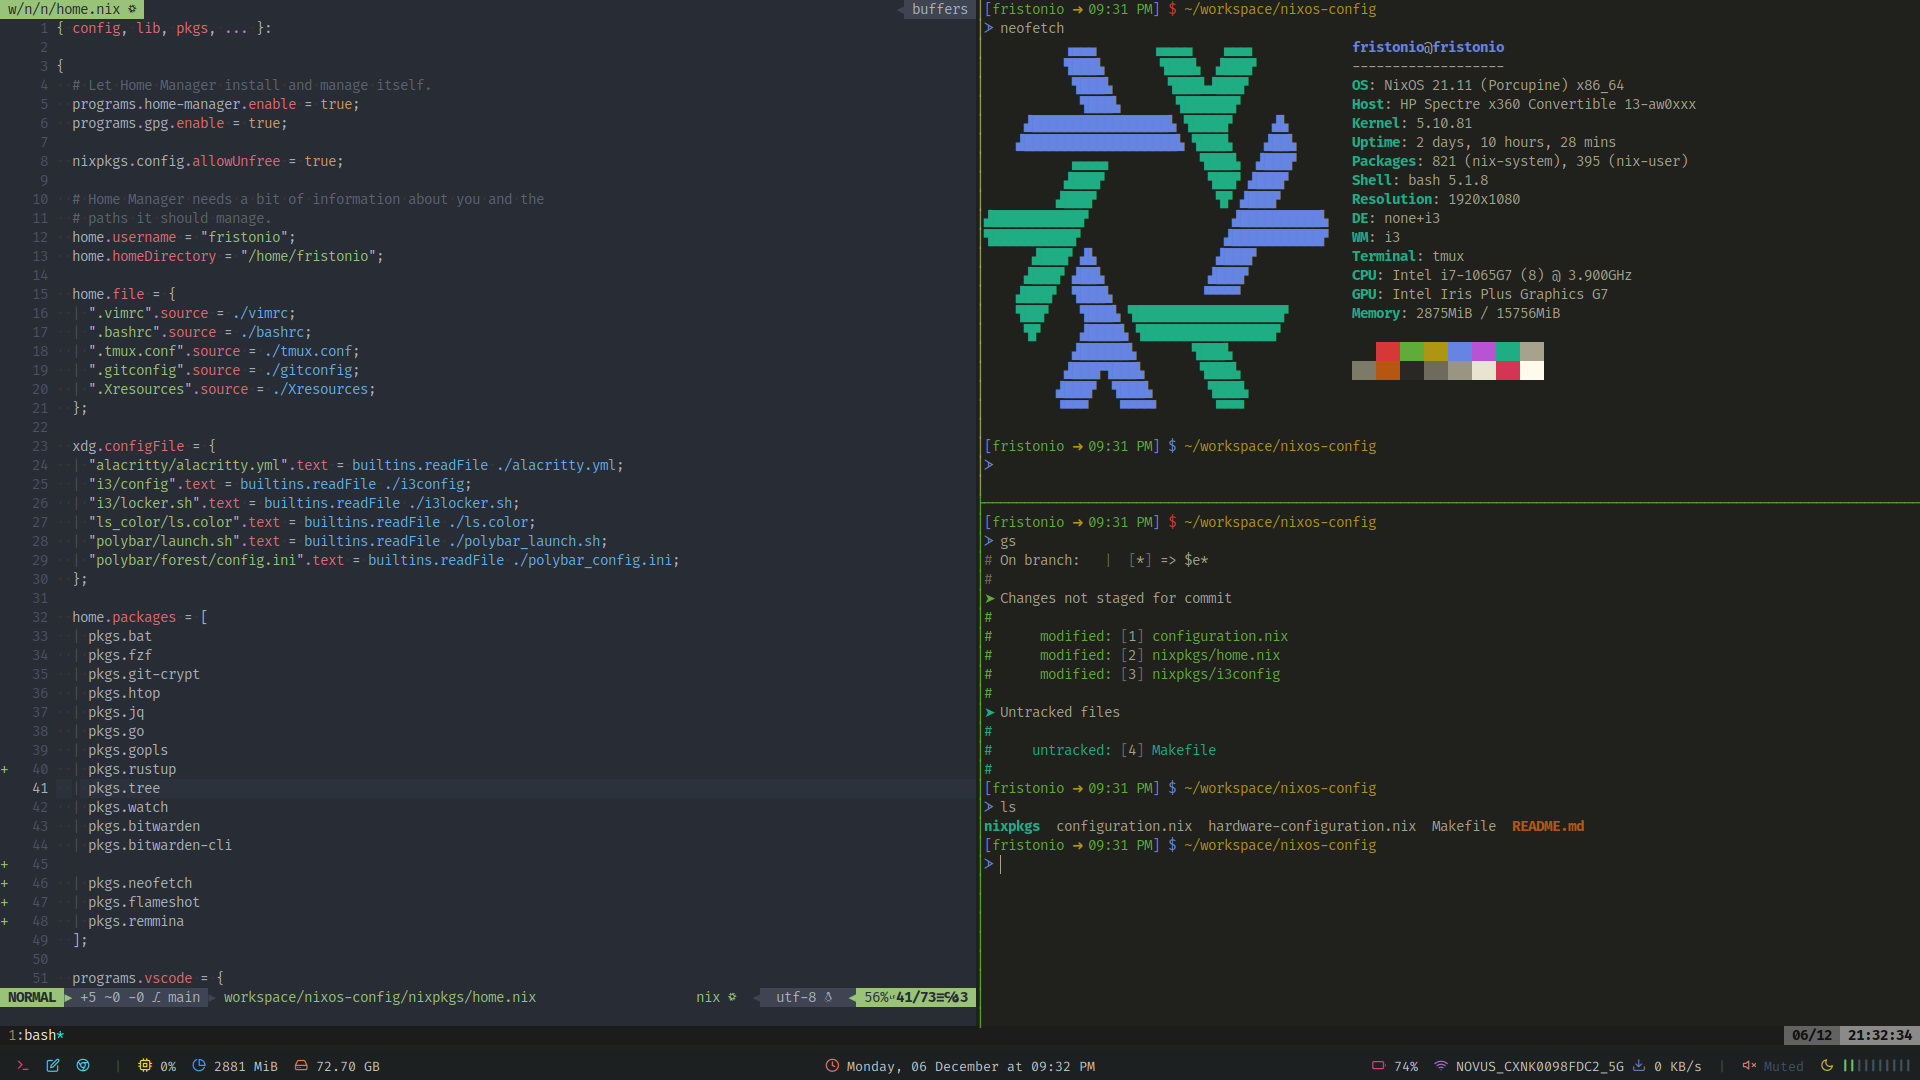 w/n/n/home.nix
buffers
1 { config, lib, pkgs, ... }:
2
3 {
4 # Let Home Manager install and manage itself.
5 programs.home-manager.enable = true;
6 programs.gpg.enable = true;
7
8 nixpkgs.config.allowUnfree = true;
9
10 # Home Manager needs a bit of information about you and the
11 # paths it should manage.
12 home.username = "fristonio";
13 home.homeDirectory = "/home/fristonio";
14
15 home.file = {
16 ".vimrc".source = ./vimrc;
17 ".bashrc".source = ./bashrc;
18 ".tmux.conf".source = ./tmux.conf;
19 ".gitconfig".source = ./gitconfig;
20 ".Xresources".source = ./Xresources;
21 };
22
23 xdg.configFile = {
24 "alacritty/alacritty.yml".text = builtins.readFile ./alacritty.yml;
25 "i3/config".text = builtins.readFile ./i3config;
26 "i3/locker.sh".text = builtins.readFile ./i3locker.sh;
27 "ls_color/ls.color".text = builtins.readFile ./ls.color;
28 "polybar/launch.sh".text = builtins.readFile ./polybar_launch.sh;
29 "polybar/forest/config.ini".text = builtins.readFile ./polybar_config.ini;
30 };
31
32 home.packages = [
33 pkgs.bat
34 pkgs.fzf
35 pkgs.git-crypt
36 pkgs.htop
37 pkgs.jq
38 pkgs.go
39 pkgs.gopls
+ 40 pkgs.rustup
41 pkgs.tree
42 pkgs.watch
43 pkgs.bitwarden
44 pkgs.bitwarden-cli
+ 45
+ 46 pkgs.neofetch
+ 47 pkgs.flameshot
+ 48 pkgs.remmina
49 ];
50
51 programs.vscode = {
NORMAL +5 ~0 -0 main workspace/nixos-config/nixpkgs/home.nix nix utf-8 56% 41/73 3
[fristonio ➜ 09:31 PM] $ ~/workspace/nixos-config
> neofetch
fristonio@fristonio
-------------------
OS: NixOS 21.11 (Porcupine) x86_64
Host: HP Spectre x360 Convertible 13-aw0xxx
Kernel: 5.10.81
Uptime: 2 days, 10 hours, 28 mins
Packages: 821 (nix-system), 395 (nix-user)
Shell: bash 5.1.8
Resolution: 1920x1080
DE: none+i3
WM: i3
Terminal: tmux
CPU: Intel i7-1065G7 (8) @ 3.900GHz
GPU: Intel Iris Plus Graphics G7
Memory: 2875MiB / 15756MiB
[fristonio ➜ 09:31 PM] $ ~/workspace/nixos-config
>
[fristonio ➜ 09:31 PM] $ ~/workspace/nixos-config
> gs
# On branch: | [*] => $e*
#
➤ Changes not staged for commit
#
# modified: [1] configuration.nix
# modified: [2] nixpkgs/home.nix
# modified: [3] nixpkgs/i3config
#
➤ Untracked files
#
# untracked: [4] Makefile
#
[fristonio ➜ 09:31 PM] $ ~/workspace/nixos-config
> ls
nixpkgs configuration.nix hardware-configuration.nix Makefile README.md
[fristonio ➜ 09:31 PM] $ ~/workspace/nixos-config
>
1:bash* 06/12 21:32:34
0% 2881 MiB 72.70 GB Monday, 06 December at 09:32 PM 74% NOVUS_CXNK0098FDC2_5G 0 KB/s | Muted